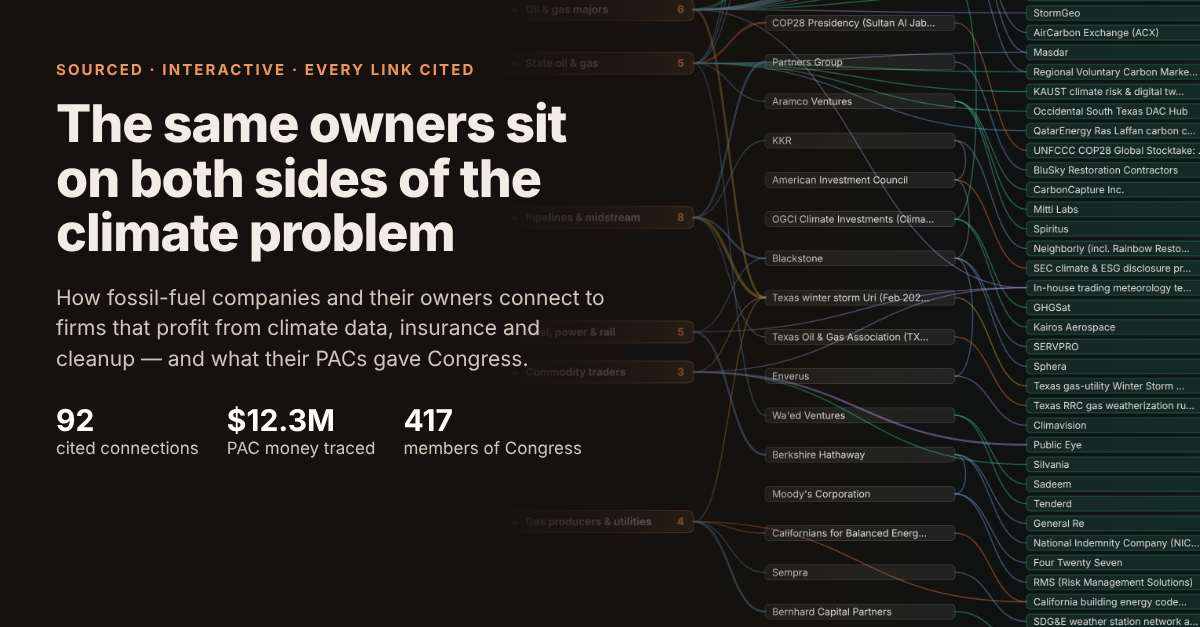 SOURCED · INTERACTIVE · EVERY LINK CITED
The same owners sit
on both sides of the
climate problem
How fossil-fuel companies and their owners connect to
firms that profit from climate data, insurance and
cleanup — and what their PACs gave Congress.
92
cited connections
$12.3M
PAC money traced
417
members of Congress
Oil & gas majors 6
State oil & gas 5
Pipelines & midstream 8
power & rail 5
Commodity traders 3
Gas producers & utilities 4
COP28 Presidency (Sultan Al Jab...
Partners Group
Aramco Ventures
KKR
American Investment Council
OGCI Climate Investments (Clima...
Blackstone
Texas winter storm Uri (Feb 202...
Texas Oil & Gas Association (TX...
Enverus
Wa'ed Ventures
Berkshire Hathaway
Moody's Corporation
Californians for Balanced Energ...
Sempra
Bernhard Capital Partners
StormGeo
AirCarbon Exchange (ACX)
Masdar
Regional Voluntary Carbon Marke...
KAUST climate risk & digital tw...
Occidental South Texas DAC Hub
QatarEnergy Ras Laffan carbon c...
UNFCCC COP28 Global Stocktake:
BluSky Restoration Contractors
CarbonCapture Inc.
Mitti Labs
Spiritus
Neighborly (incl. Rainbow Resto...
SEC climate & ESG disclosure pr...
In-house trading meteorology te...
GHGSat
Kairos Aerospace
SERVPRO
Sphera
Texas gas-utility Winter Storm ...
Texas RRC gas weatherization ru...
Climavision
Public Eye
Silvania
Sadeem
Tenderd
General Re
National Indemnity Company (NIC...
Four Twenty Seven
RMS (Risk Management Solutions)
California building energy code...
SDG&E weather station network a...